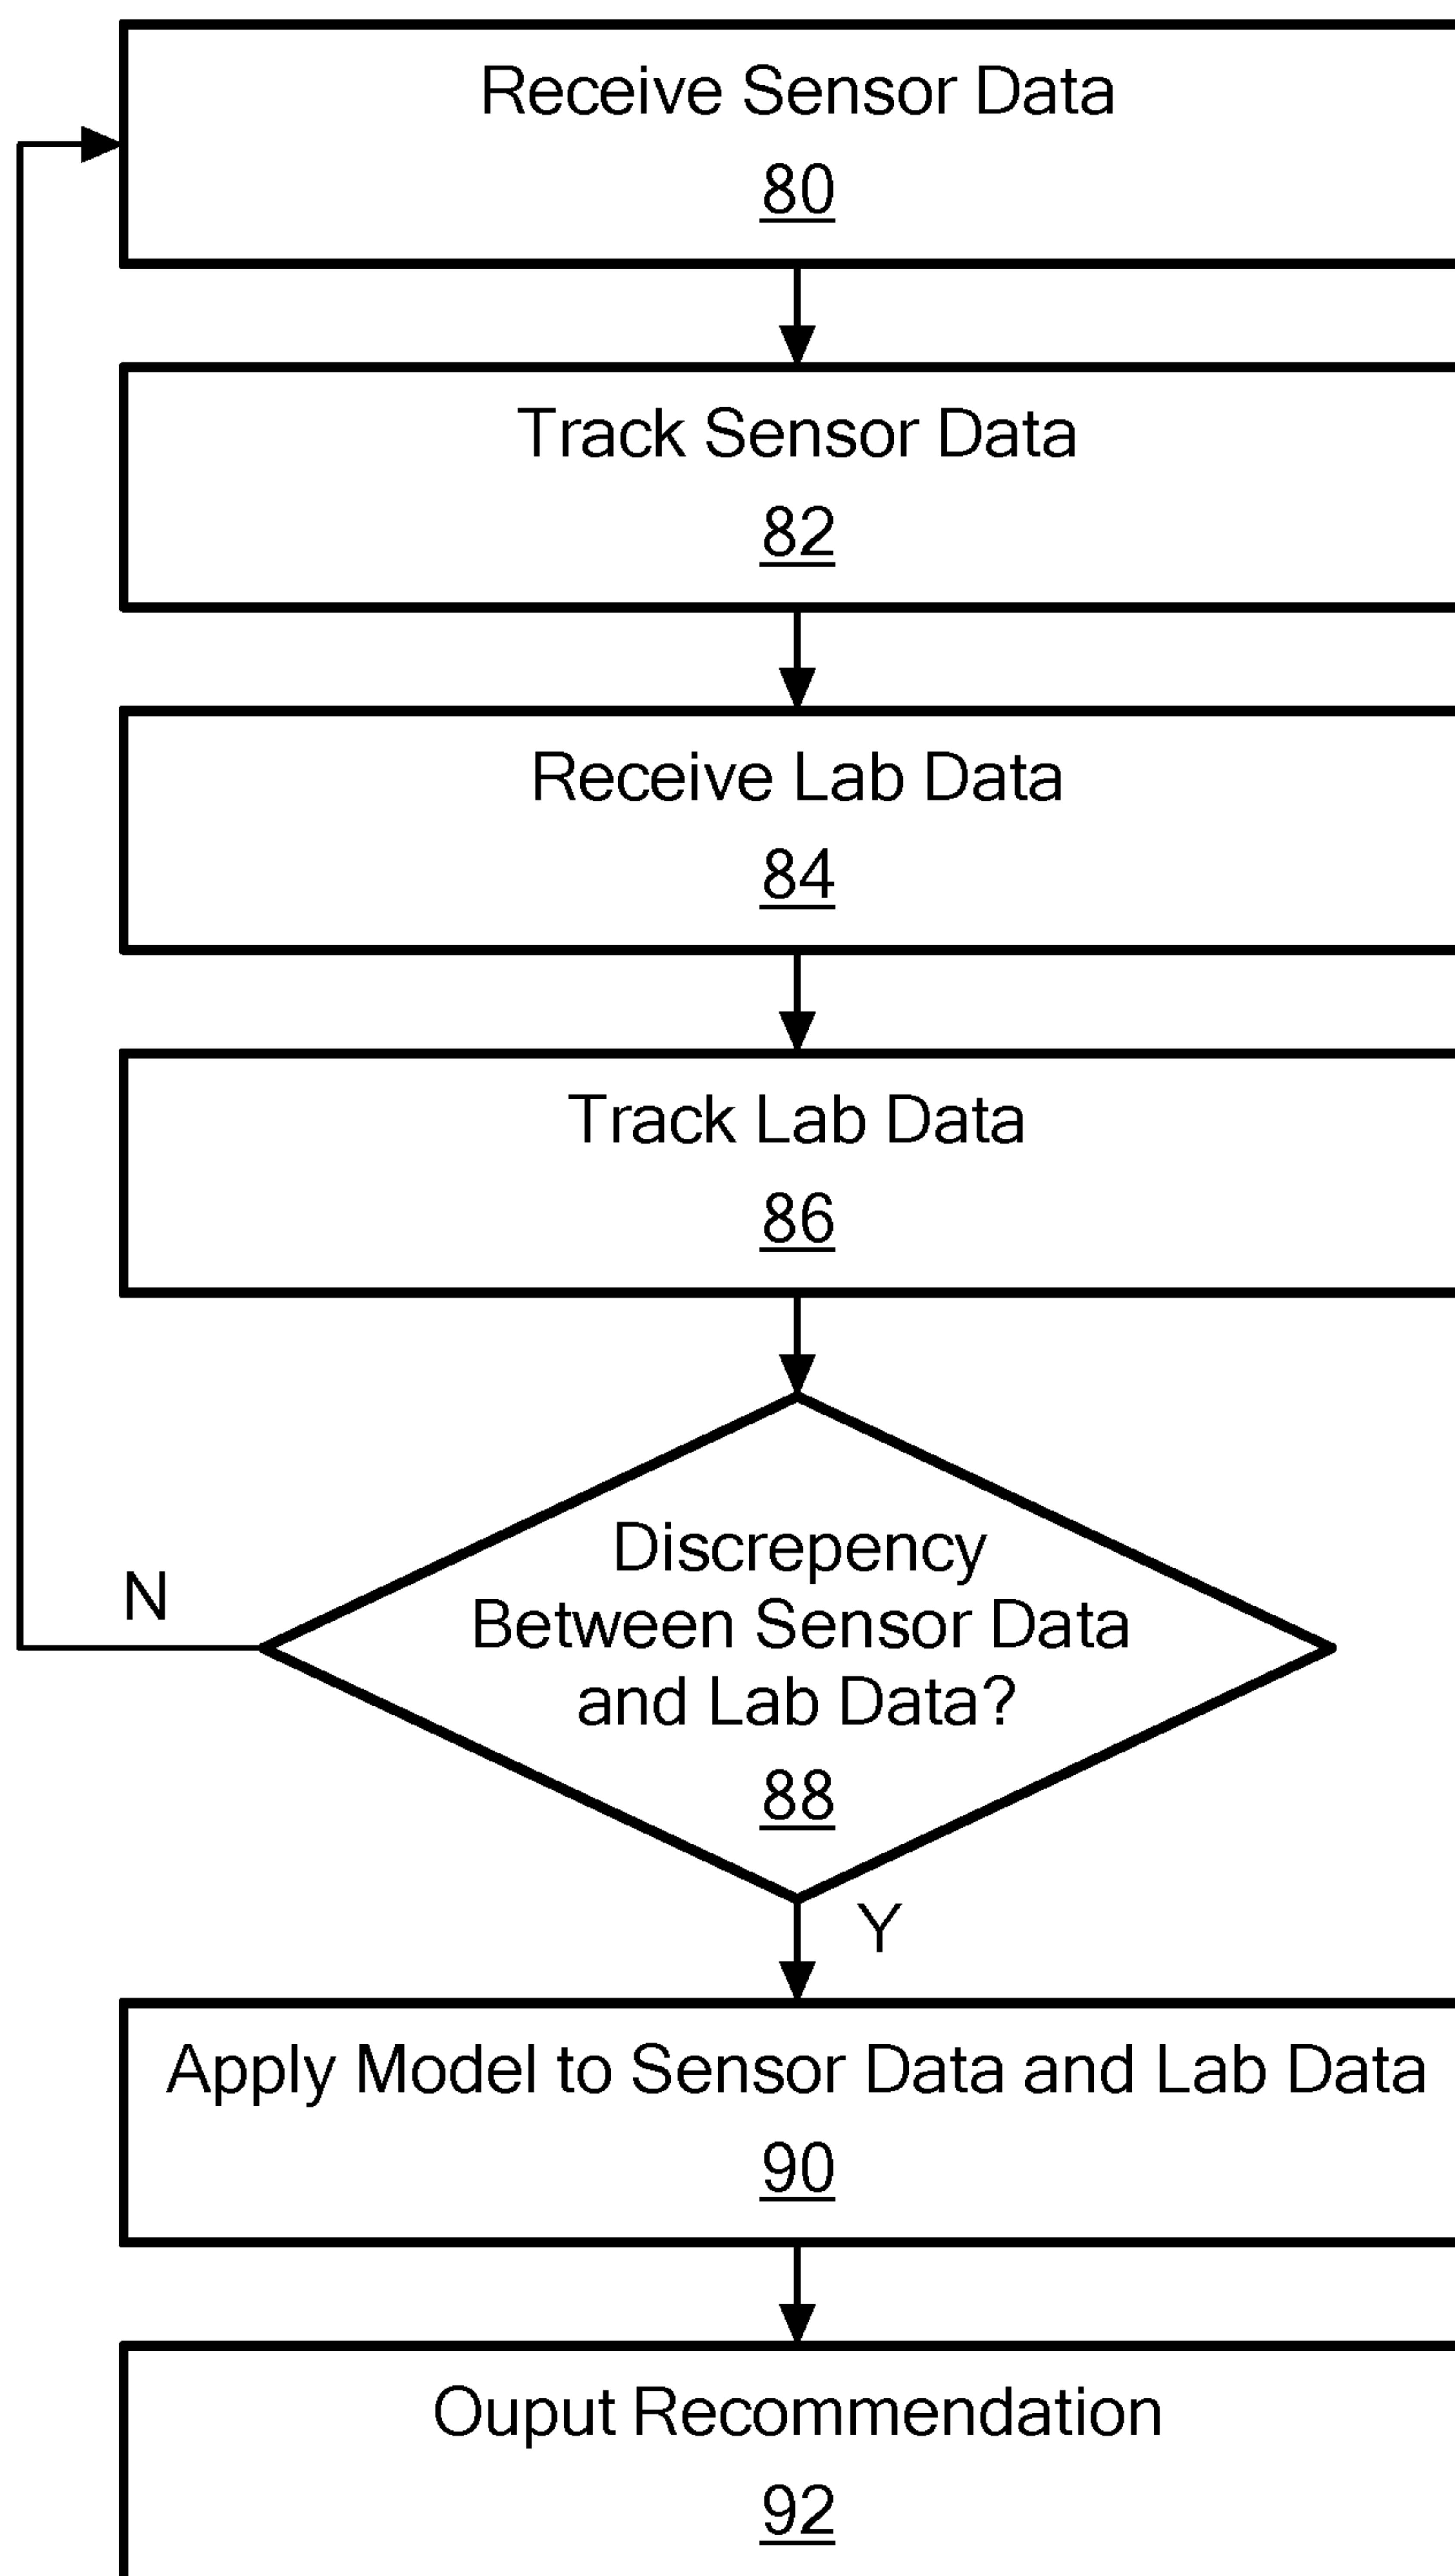 Receive Sensor Data
80
Track Sensor Data
82
Receive Lab Data
84
Track Lab Data
86
Discrepency
Between Sensor Data
and Lab Data?
88
N
Y
Apply Model to Sensor Data and Lab Data
90
Ouput Recommendation
92